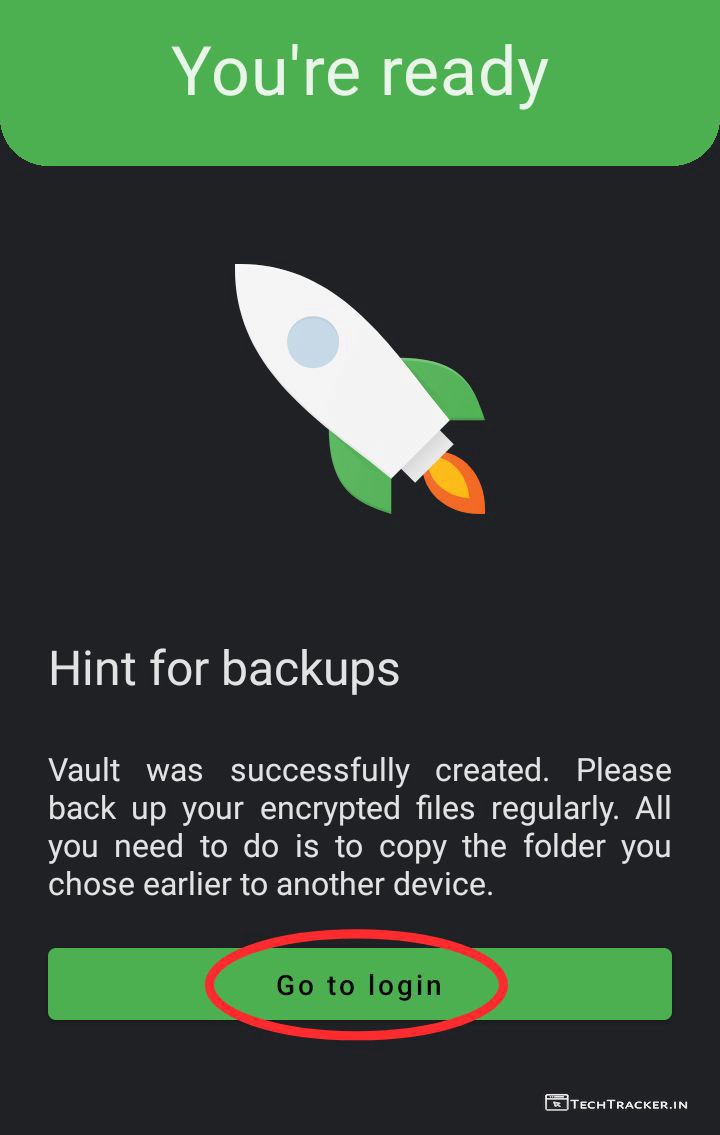 You're ready
Hint for backups
Vault was successfully created. Please
back up your encrypted files regularly. All
you need to do is to copy the folder you
chose earlier to another device.
Go to login
TechTracker.in